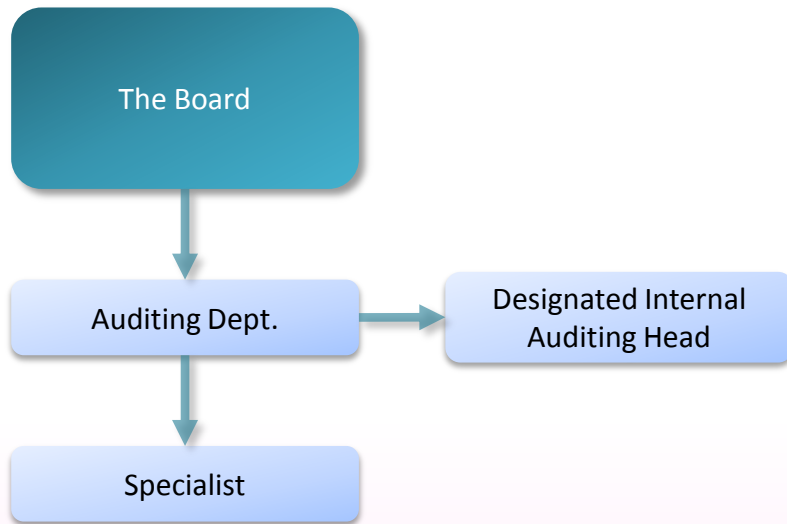 The Board
Auditing Dept.
Designated Internal
Auditing Head
Specialist